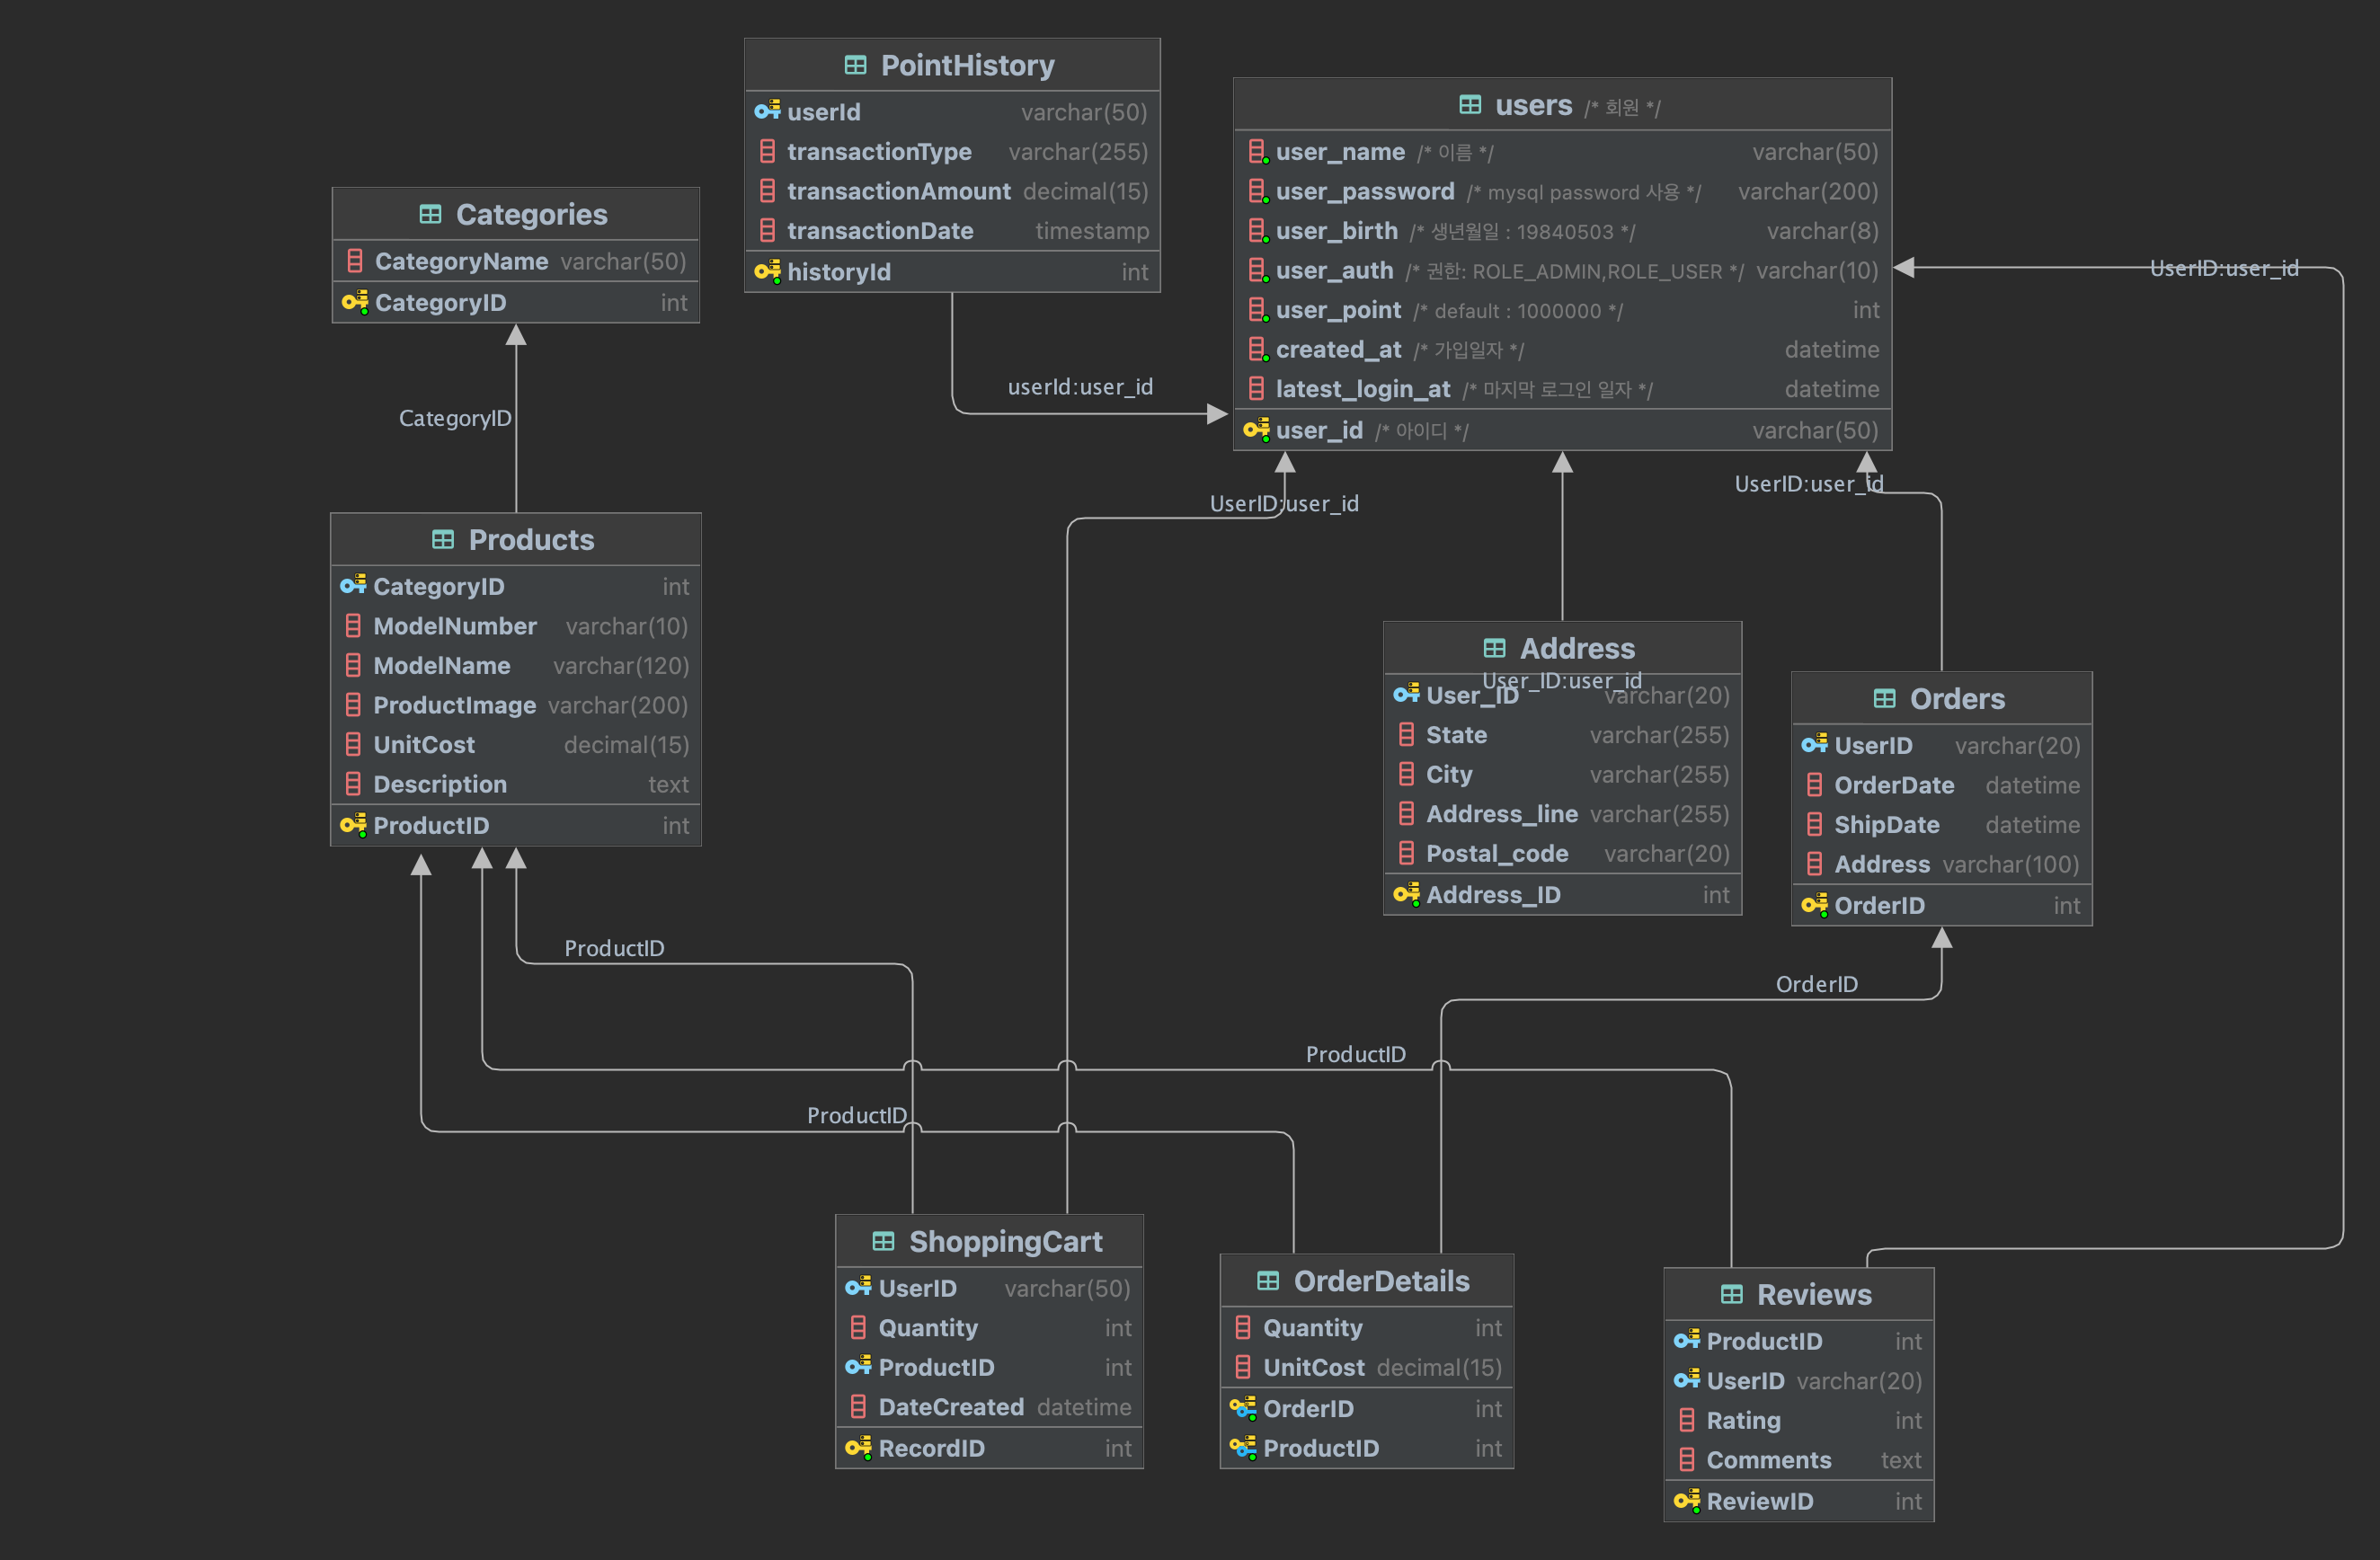 PointHistory
userId varchar(50)
transactionType varchar(255)
transactionAmount decimal(15)
transactionDate timestamp
historyId int
users /* 회원 */
user_name /* 이름 */ varchar(50)
user_password /* mysql password 사용 */ varchar(200)
user_birth /* 생년월일 : 19840503 */ varchar(8)
user_auth /* 권한: ROLE_ADMIN,ROLE_USER */ varchar(10)
user_point /* default : 1000000 */ int
created_at /* 가입일자 */ datetime
latest_login_at /* 마지막 로그인 일자 */ datetime
user_id /* 아이디 */ varchar(50)
UserID:user_id
Categories
CategoryName varchar(50)
CategoryID int
userId:user_id
CategoryID
UserID:user_id
UserID:user_id
Products
CategoryID int
ModelNumber varchar(10)
ModelName varchar(120)
ProductImage varchar(200)
UnitCost decimal(15)
Description text
ProductID int
Address
User_ID:user_id
User_ID varchar(20)
State varchar(255)
City varchar(255)
Address_line varchar(255)
Postal_code varchar(20)
Address_ID int
Orders
UserID varchar(20)
OrderDate datetime
ShipDate datetime
Address varchar(100)
OrderID int
ProductID
OrderID
ProductID
ProductID
ShoppingCart
UserID varchar(50)
Quantity int
ProductID int
DateCreated datetime
RecordID int
OrderDetails
Quantity int
UnitCost decimal(15)
OrderID int
ProductID int
Reviews
ProductID int
UserID varchar(20)
Rating int
Comments text
ReviewID int